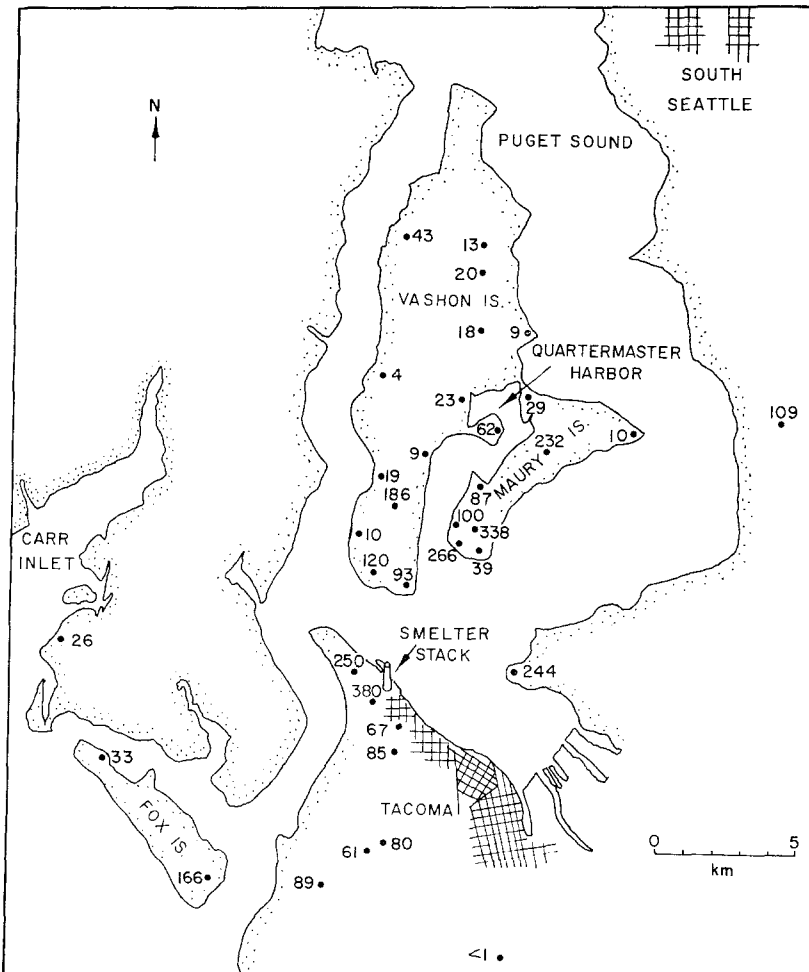 SOUTH
SEATTLE
N
PUGET SOUND
43
13
20
VASHON IS.
18
9
QUARTERMASTER
HARBOR
4
23
29
109
62
10
232
9
MAURY IS.
19
87
186
100
338
10
CARR
INLET
266
39
120
93
26
SMELTER
STACK
250
244
380
67
33
85
TACOMA
FOX IS.
0
5
km
80
61
166
89
<1